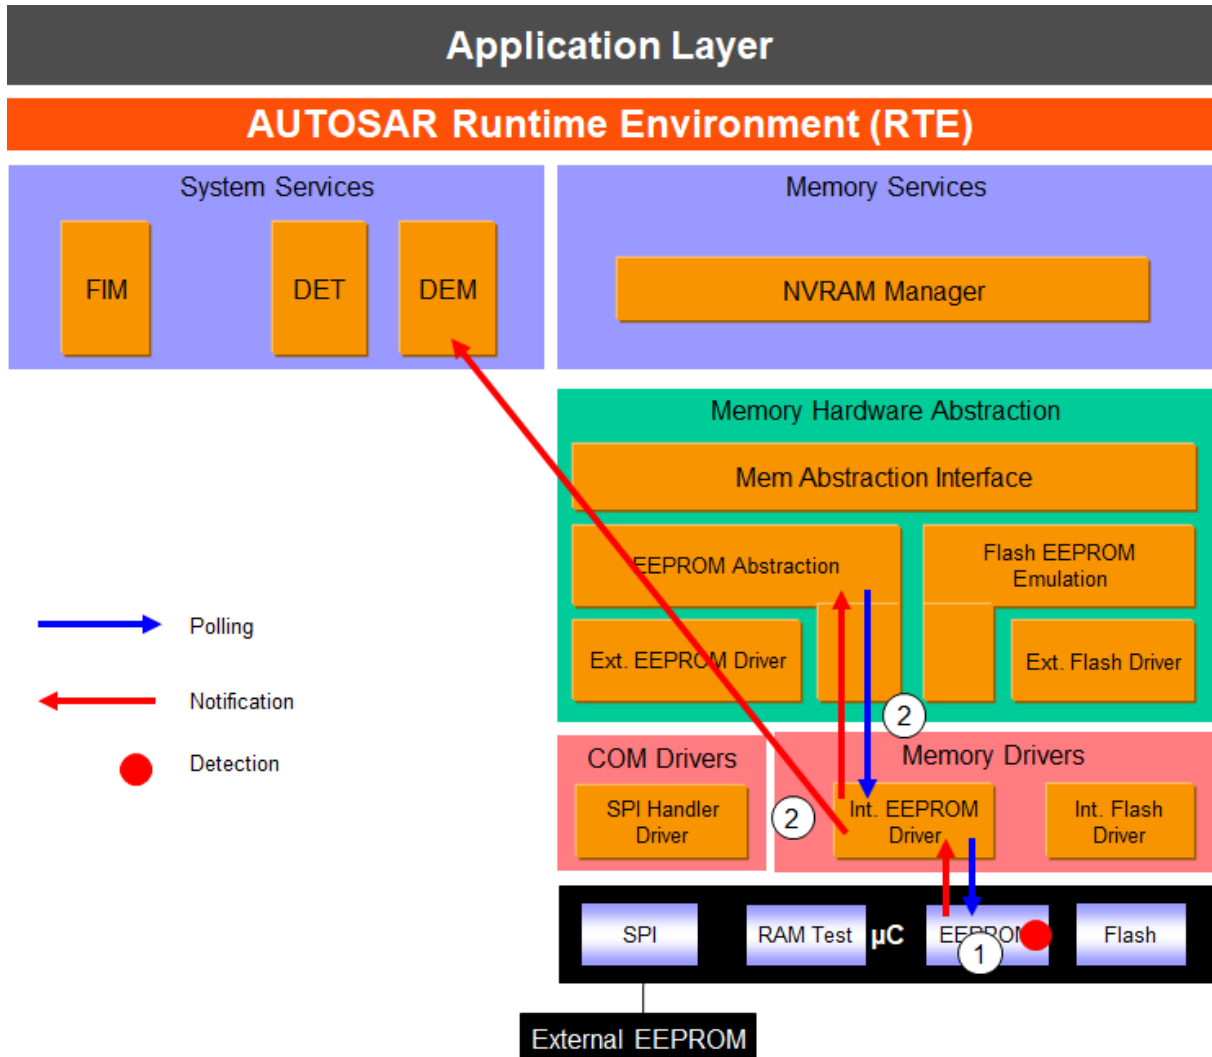 Application Layer
AUTOSAR Runtime Environment (RTE)
System Services
FIM
DET
DEM
Memory Services
NVRAM Manager
Memory Hardware Abstraction
Mem Abstraction Interface
EEPROM Abstraction
Flash EEPROM
Emulation
Ext. EEPROM Driver
Ext. Flash Driver
Polling
Notification
Detection
2
COM Drivers
SPI Handler
Driver
2
Memory Drivers
Int. EEPROM
Driver
Int. Flash
Driver
SPI
RAM Test
µC
EEPROM
1
Flash
External EEPROM